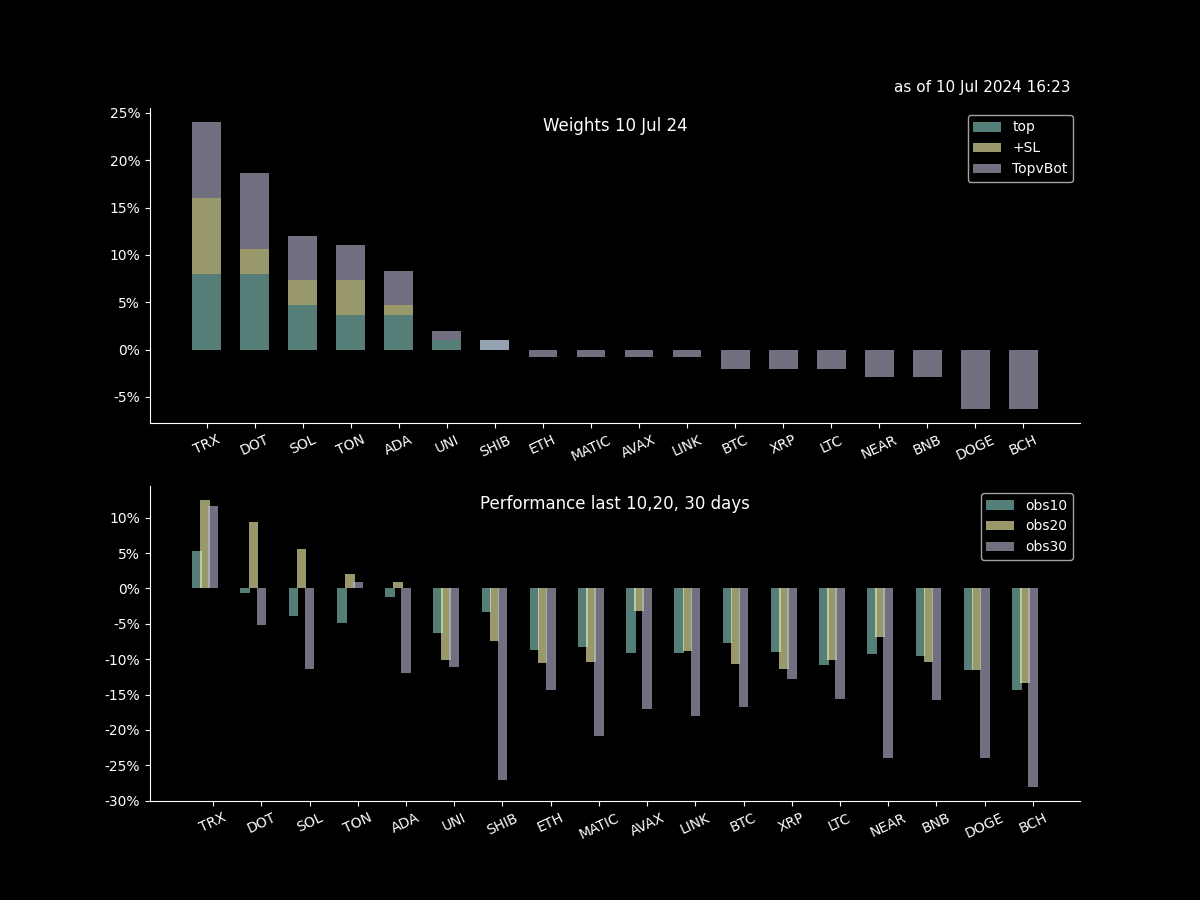 as of 10 Jul 2024 16:23
Weights 10 Jul 24
top
+SL
TopvBot
25%
20%
15%
10%
5%
0%
-5%
TRX DOT SOL TON ADA UNI SHIB ETH MATIC AVAX LINK BTC XRP LTC NEAR BNB DOGE BCH
Performance last 10,20, 30 days
obs10
obs20
obs30
10%
5%
0%
-5%
-10%
-15%
-20%
-25%
-30%
TRX DOT SOL TON ADA UNI SHIB ETH MATIC AVAX LINK BTC XRP LTC NEAR BNB DOGE BCH